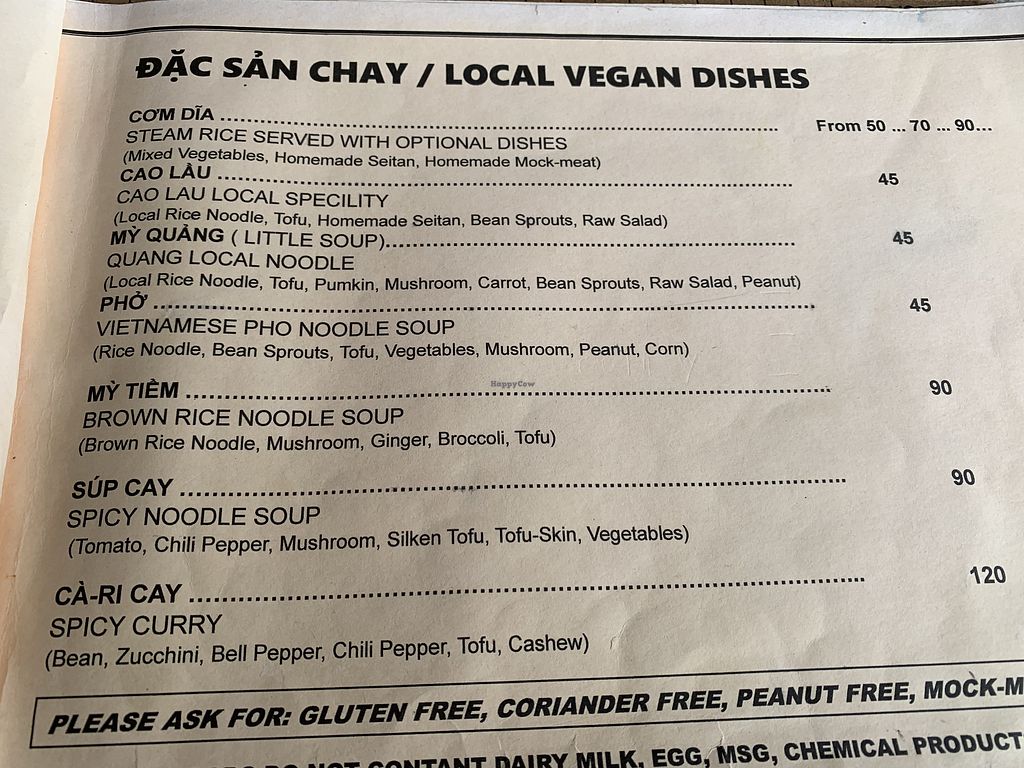 ĐẶC SẢN CHAY / LOCAL VEGAN DISHES
CƠM DĨA ........................................................................................ From 50 ... 70 ... 90...
STEAM RICE SERVED WITH OPTIONAL DISHES
(Mixed Vegetables, Homemade Seitan, Homemade Mock-meat)
CAO LẦU ........................................................................................ 45
CAO LAU LOCAL SPECILITY
(Local Rice Noodle, Tofu, Homemade Seitan, Bean Sprouts, Raw Salad)
MỲ QUẢNG ( LITTLE SOUP)............................................................... 45
QUANG LOCAL NOODLE
(Local Rice Noodle, Tofu, Pumkin, Mushroom, Carrot, Bean Sprouts, Raw Salad, Peanut)
PHỞ ................................................................................................ 45
VIETNAMESE PHO NOODLE SOUP
(Rice Noodle, Bean Sprouts, Tofu, Vegetables, Mushroom, Peanut, Corn)
HappyCow
MỲ TIỀM ......................................................................................... 90
BROWN RICE NOODLE SOUP
(Brown Rice Noodle, Mushroom, Ginger, Broccoli, Tofu)
SÚP CAY ......................................................................................... 90
SPICY NOODLE SOUP
(Tomato, Chili Pepper, Mushroom, Silken Tofu, Tofu-Skin, Vegetables)
CÀ-RI CAY ...................................................................................... 120
SPICY CURRY
(Bean, Zucchini, Bell Pepper, Chili Pepper, Tofu, Cashew)
PLEASE ASK FOR: GLUTEN FREE, CORIANDER FREE, PEANUT FREE, MOCK-M
DO NOT CONTANT DAIRY MILK, EGG, MSG, CHEMICAL PRODUCT